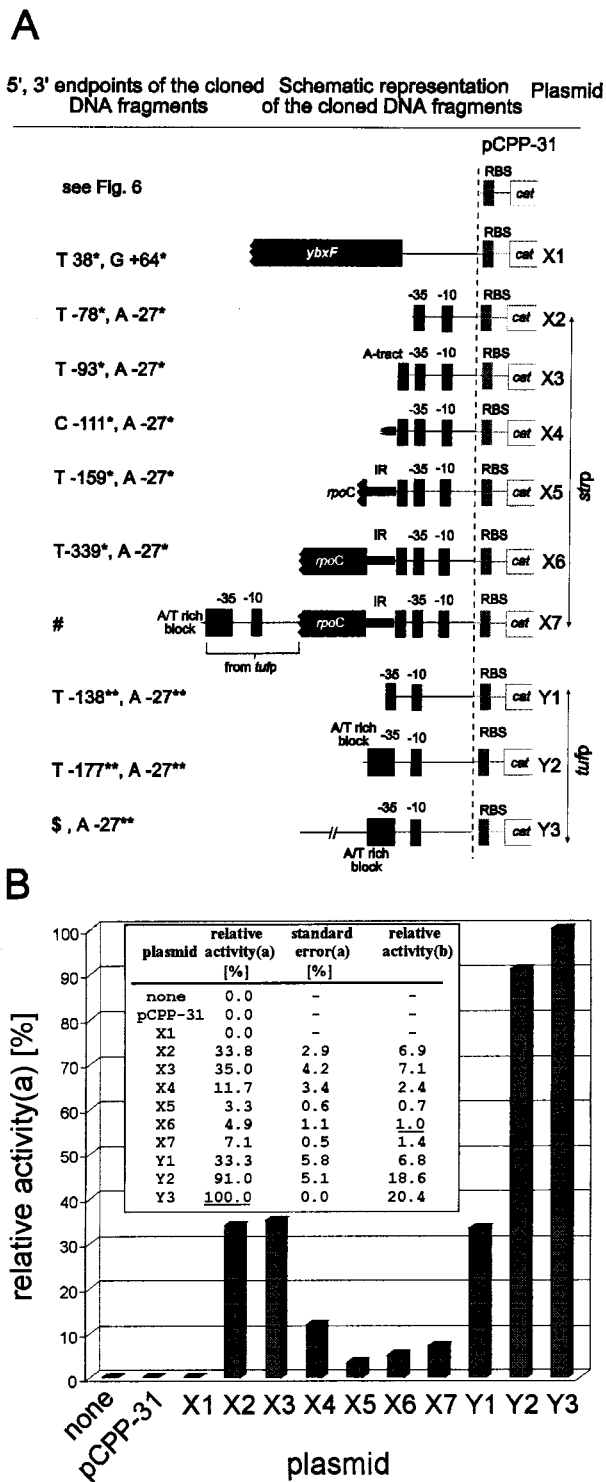 A
5', 3' endpoints of the cloned DNA fragments
Schematic representation of the cloned DNA fragments
Plasmid
pCPP-31
see Fig. 6
RBS
cat
T 38*, G +64*
ybxF
RBS
cat
X1
T -78*, A -27*
-35
-10
RBS
cat
X2
T -93*, A -27*
A-tract
-35
-10
RBS
cat
X3
C -111*, A -27*
-35
-10
RBS
cat
X4
T -159*, A -27*
rpoC
IR
-35
-10
RBS
cat
X5
T-339*, A -27*
rpoC
IR
-35
-10
RBS
cat
X6
strp
#
A/T rich block
-35
-10
rpoC
IR
-35
-10
RBS
cat
X7
from tufp
T -138**, A -27**
-35
-10
RBS
cat
Y1
T -177**, A -27**
A/T rich block
-35
-10
RBS
cat
Y2
tufp
$ , A -27**
-35
-10
RBS
cat
Y3
A/T rich block
B
relative activity(a) [%]
100
90
80
70
60
50
40
30
20
10
0
plasmid relative activity(a) [%] standard error(a) [%] relative activity(b)
none 0.0 - -
pCPP-31 0.0 - -
X1 0.0 - -
X2 33.8 2.9 6.9
X3 35.0 4.2 7.1
X4 11.7 3.4 2.4
X5 3.3 0.6 0.7
X6 4.9 1.1 1.0
X7 7.1 0.5 1.4
Y1 33.3 5.8 6.8
Y2 91.0 5.1 18.6
Y3 100.0 0.0 20.4
none pCPP-31 X1 X2 X3 X4 X5 X6 X7 Y1 Y2 Y3
plasmid